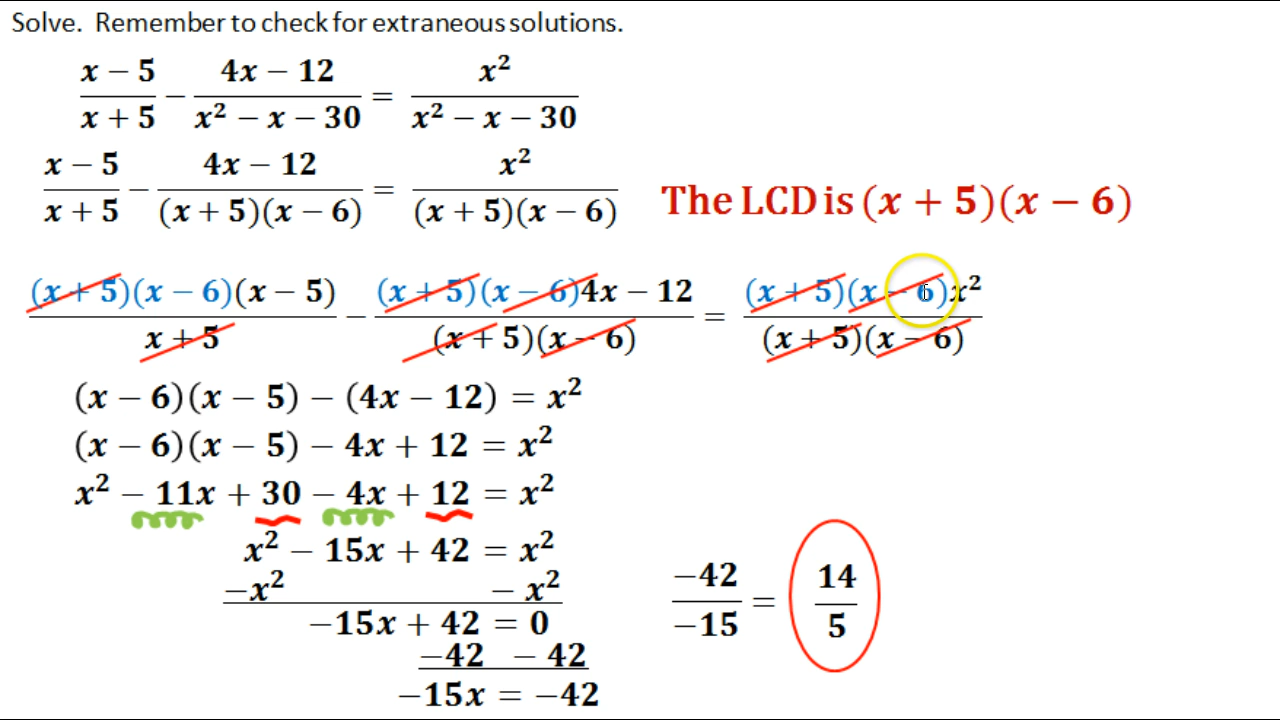 Solve. Remember to check for extraneous solutions.
x − 5 4x − 12 x²
— − — = —
x + 5 x² − x − 30 x² − x − 30
x − 5 4x − 12 x²
— − — = —
x + 5 (x + 5)(x − 6) (x + 5)(x − 6)
The LCD is (x + 5)(x − 6)
(x + 5)(x − 6)(x − 5) (x + 5)(x − 6)4x − 12 (x + 5)(x − 6)x²
— − — = —
x + 5 (x + 5)(x − 6) (x + 5)(x − 6)
(x − 6)(x − 5) − (4x − 12) = x²
(x − 6)(x − 5) − 4x + 12 = x²
x² − 11x + 30 − 4x + 12 = x²
x² − 15x + 42 = x²
−x² − x²
−15x + 42 = 0
−42 − 42
−15x = −42
−42 14
— = —
−15 5